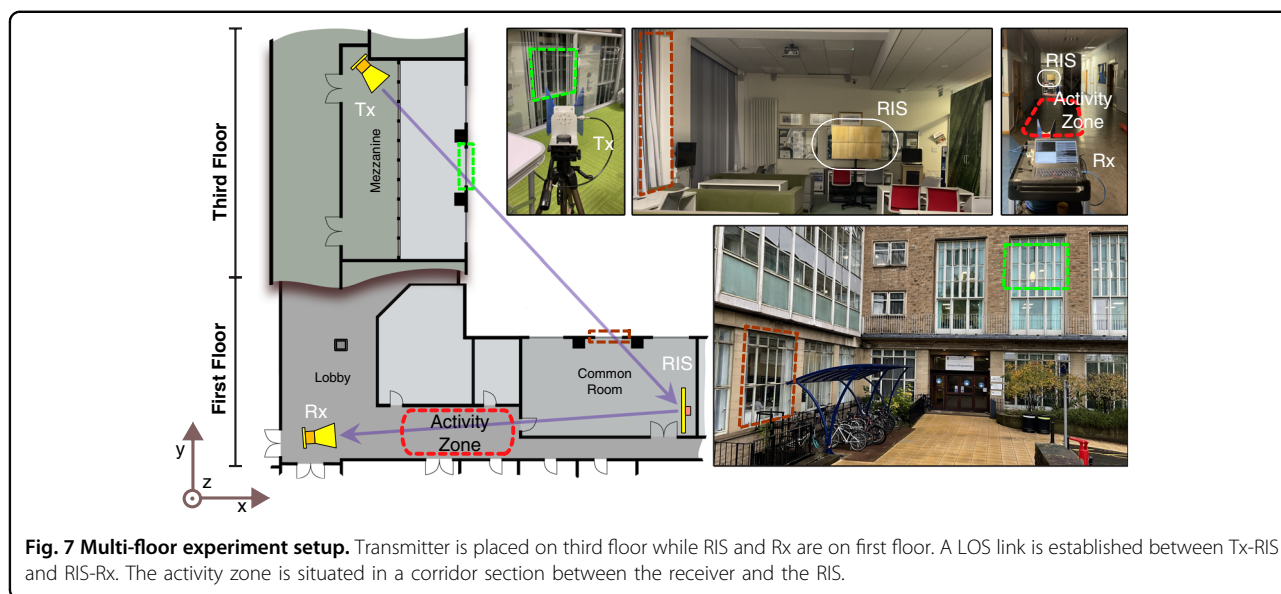 Third Floor
First Floor
Tx
Mezzanine
Lobby
Rx
Activity
Zone
Common
Room
RIS
y
z
x
Tx
RIS
RIS
Activity
Zone
Rx
Fig. 7 Multi-floor experiment setup. Transmitter is placed on third floor while RIS and Rx are on first floor. A LOS link is established between Tx-RIS
and RIS-Rx. The activity zone is situated in a corridor section between the receiver and the RIS.